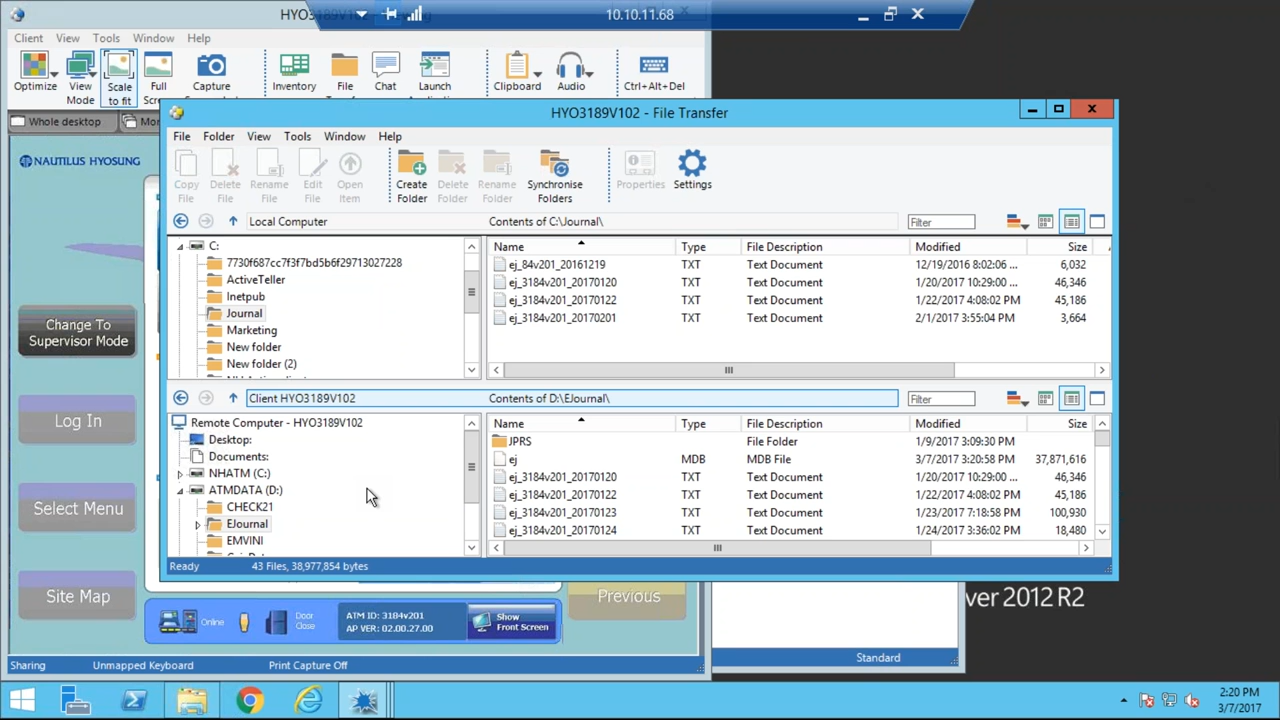 HYO3189V102
10.10.11.68
Client View Tools Window Help
Optimize View Mode Scale to fit Full Capture Inventory File Chat Launch Clipboard Audio Ctrl+Alt+Del
Whole desktop
HYO3189V102 - File Transfer
File Folder View Tools Window Help
Copy File Delete File Rename File Edit File Open Item Create Folder Delete Folder Rename Folder Synchronise Folders Properties Settings
Local Computer Contents of C:\Journal\ Filter
C:
7730f687cc7f3f7bd5b6f29713027228
ActiveTeller
Inetpub
Journal
Marketing
New folder
New folder (2)
Name Type File Description Modified Size
ej_84v201_20161219 TXT Text Document 12/19/2016 8:02:06 ... 6,032
ej_3184v201_20170120 TXT Text Document 1/20/2017 10:29:00 ... 46,346
ej_3184v201_20170122 TXT Text Document 1/22/2017 4:08:02 PM 45,186
ej_3184v201_20170201 TXT Text Document 2/1/2017 3:55:04 PM 3,664
Client HYO3189V102 Contents of D:\EJournal\ Filter
Remote Computer - HYO3189V102
Desktop:
Documents:
NHATM (C:)
ATMDATA (D:)
CHECK21
EJournal
EMVINI
Name Type File Description Modified Size
JPRS File Folder 1/9/2017 3:09:30 PM
ej MDB MDB File 3/7/2017 3:20:58 PM 37,871,616
ej_3184v201_20170120 TXT Text Document 1/20/2017 10:29:00 ... 46,346
ej_3184v201_20170122 TXT Text Document 1/22/2017 4:08:02 PM 45,186
ej_3184v201_20170123 TXT Text Document 1/23/2017 7:18:58 PM 100,930
ej_3184v201_20170124 TXT Text Document 1/24/2017 3:36:02 PM 18,480
Ready 43 Files, 38,977,854 bytes
NAUTILUS HYOSUNG
Change To Supervisor Mode
Log In
Select Menu
Site Map
Previous
Online
Door Close
ATM ID: 3184v201
AP VER: 02.00.27.00
Show Front Screen
Sharing Unmapped Keyboard Print Capture Off
Standard
ver 2012 R2
2:20 PM
3/7/2017